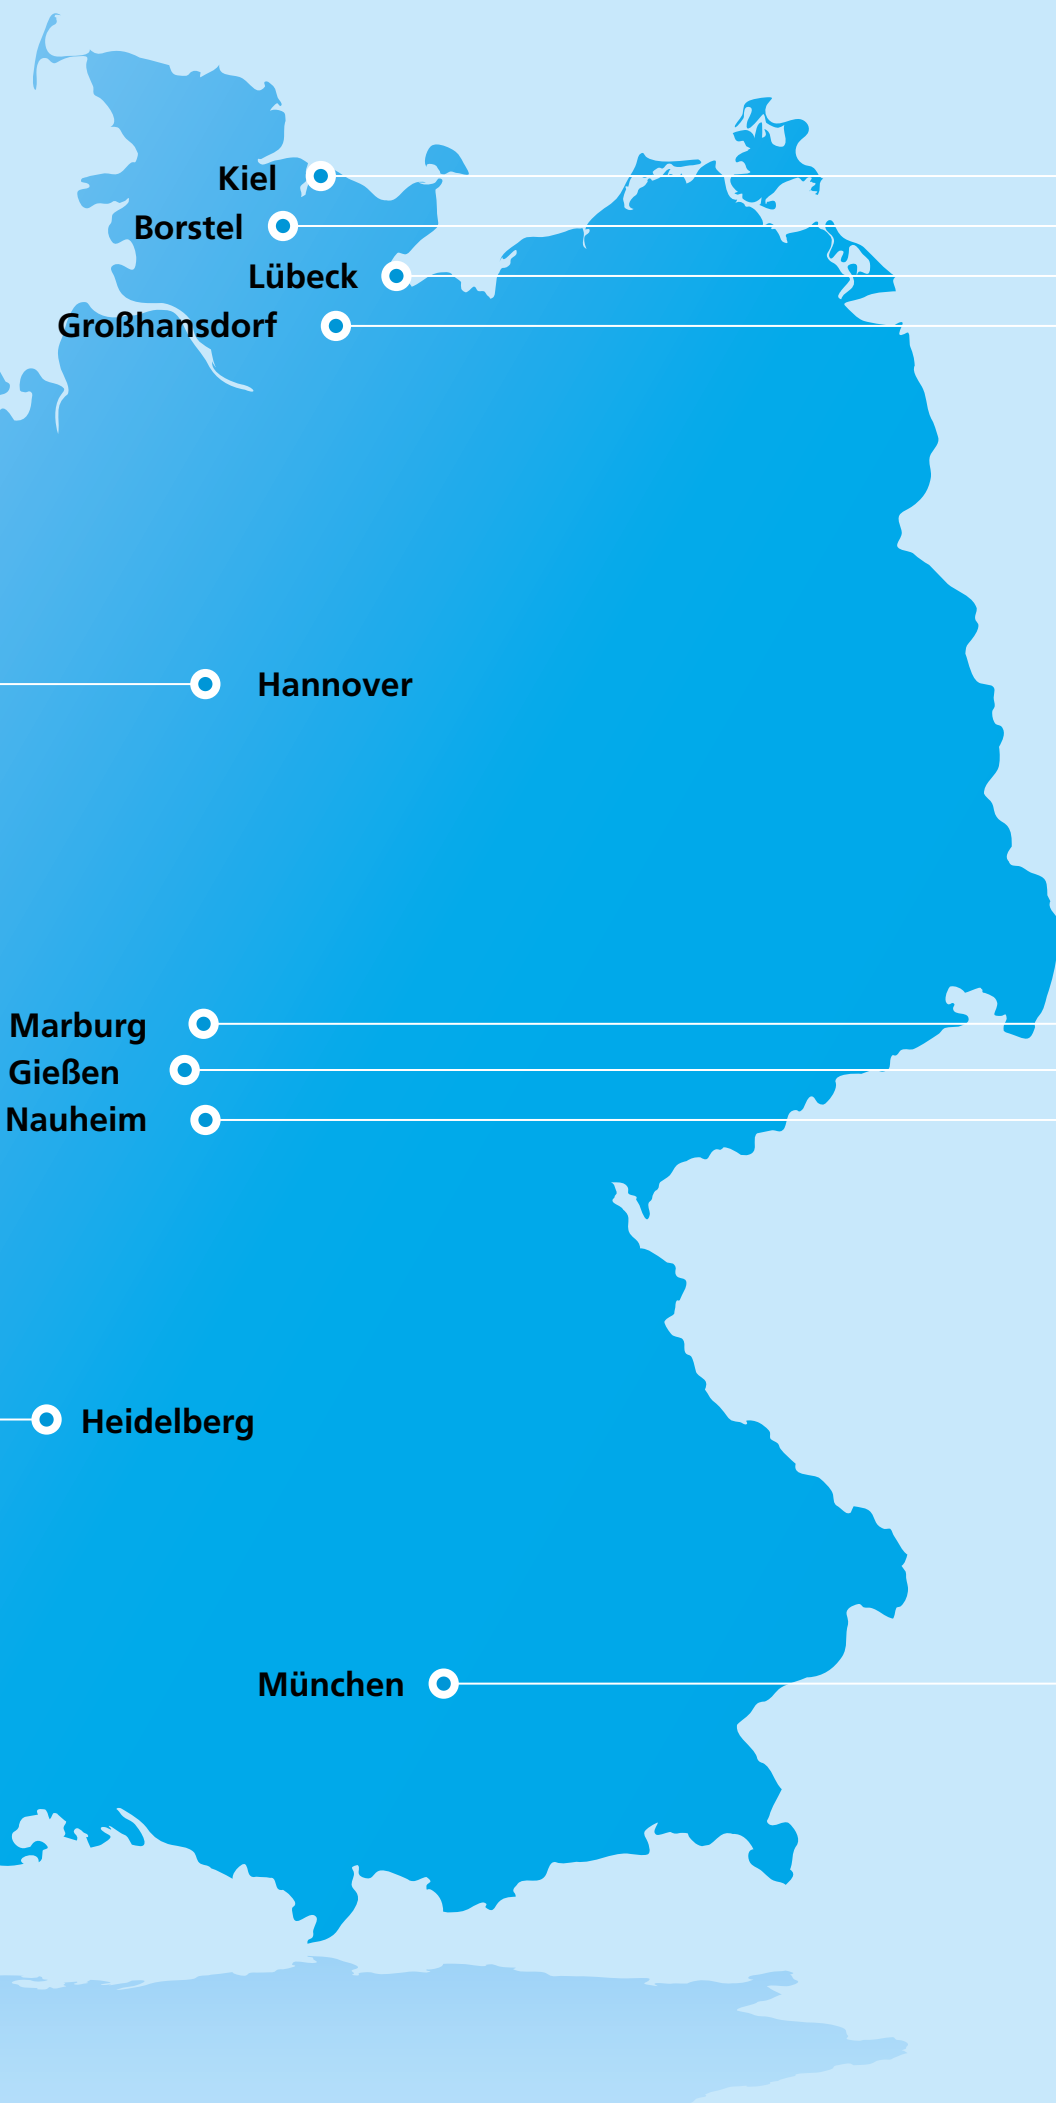 Kiel
Borstel
Lübeck
Großhansdorf
Hannover
Marburg
Gießen
Nauheim
Heidelberg
München